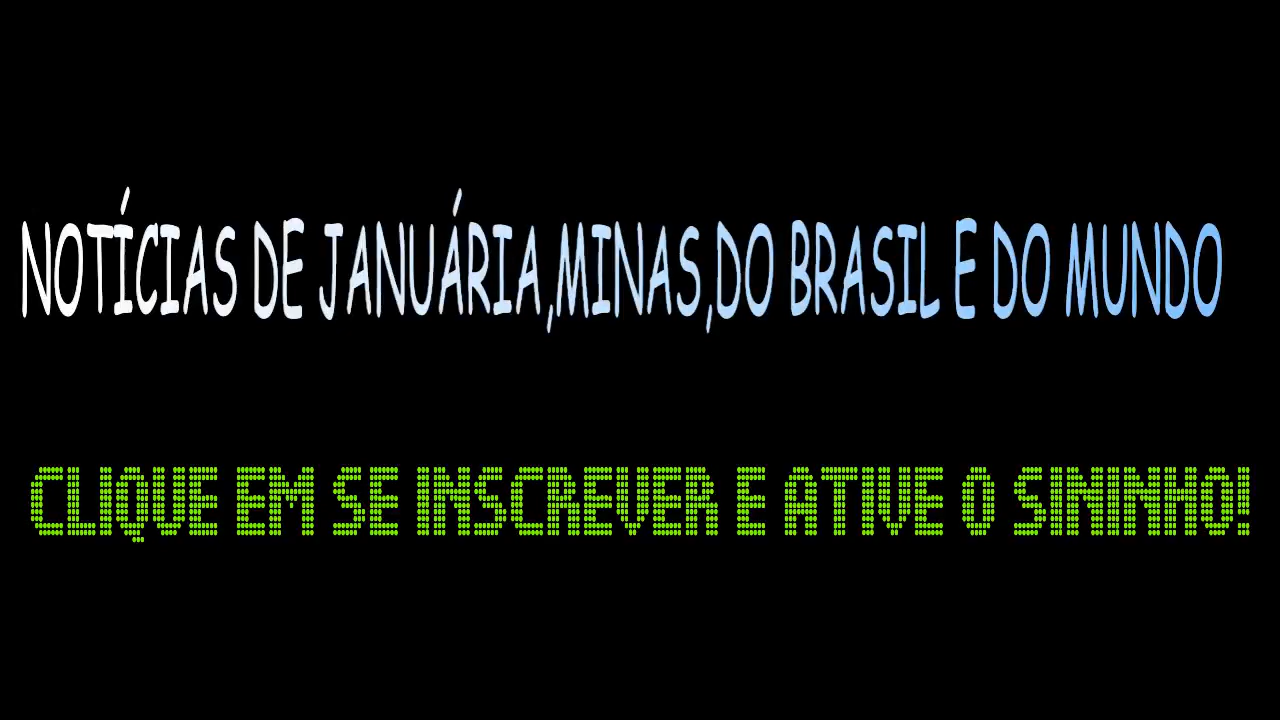 NOTÍCIAS DE JANUÁRIA,MINAS,DO BRASIL E DO MUNDO
CLIQUE EM SE INSCREVER E ATIVE O SININHO!